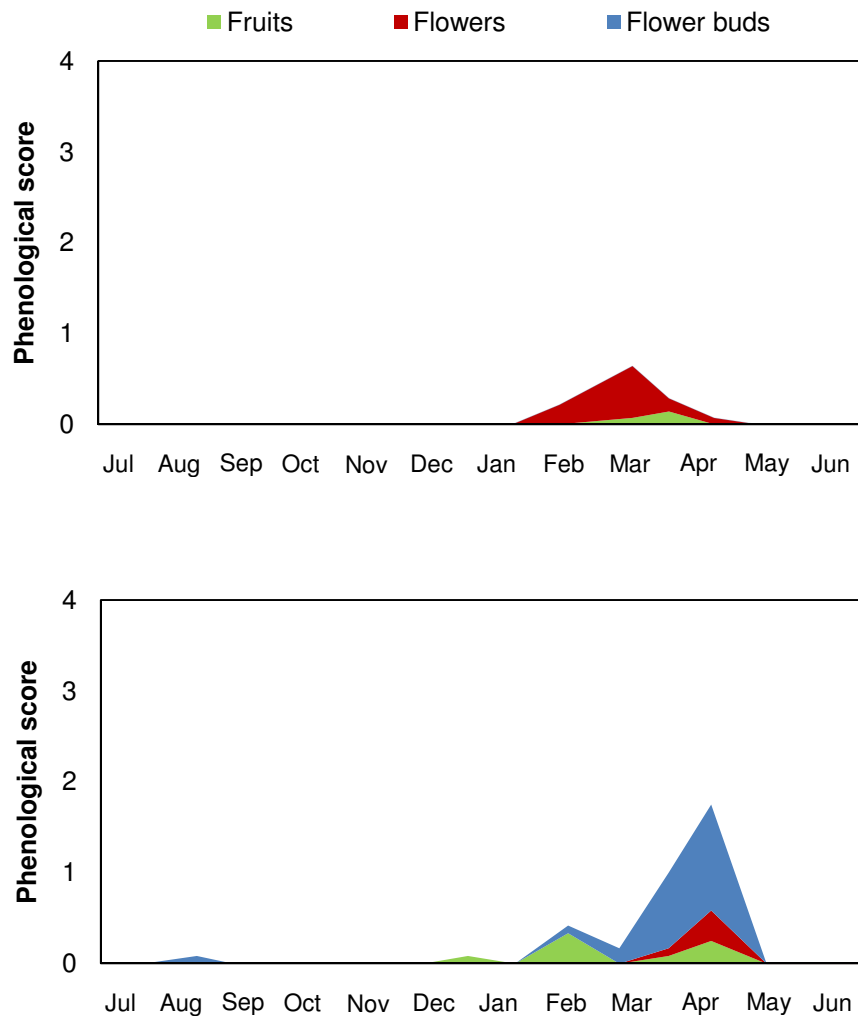 Fruits Flowers Flower buds
4
3
2
1
0
Phenological score
Jul Aug Sep Oct Nov Dec Jan Feb Mar Apr May Jun
4
3
2
1
0
Phenological score
Jul Aug Sep Oct Nov Dec Jan Feb Mar Apr May Jun